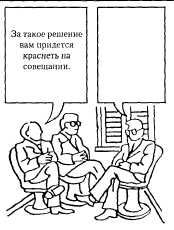 За такое решение
вам придется
краснеть на
совещании.